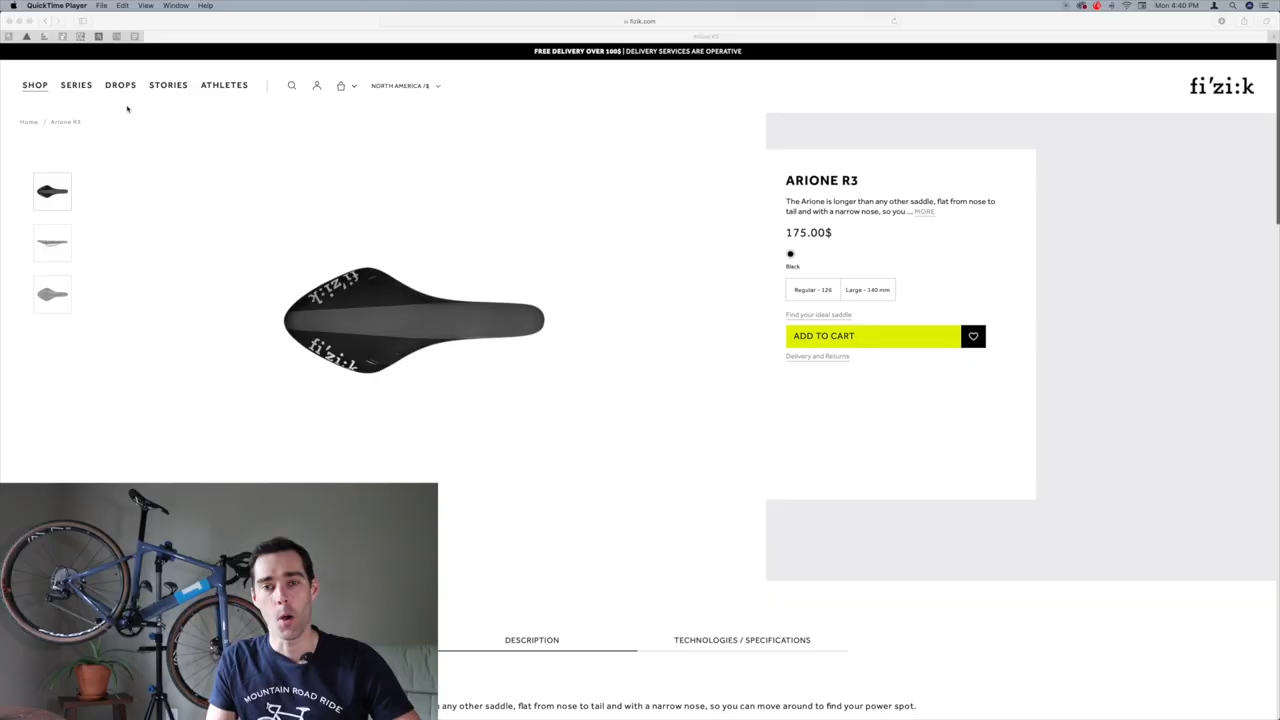 QuickTime Player File Edit View Window Help
Mon 4:40 PM
fizik.com
Arione R3
FREE DELIVERY OVER 100$ | DELIVERY SERVICES ARE OPERATIVE
SHOP SERIES DROPS STORIES ATHLETES
NORTH AMERICA /$
fi'zi:k
Home / Arione R3
ARIONE R3
The Arione is longer than any other saddle, flat from nose to
tail and with a narrow nose, so you ... MORE
175.00$
Black
Regular - 126
Large - 140 mm
Find your ideal saddle
ADD TO CART
Delivery and Returns
fi'zi:k
fi'zi:k
DESCRIPTION
TECHNOLOGIES / SPECIFICATIONS
any other saddle, flat from nose to tail and with a narrow nose, so you can move around to find your power spot.
MOUNTAIN ROAD RIDE